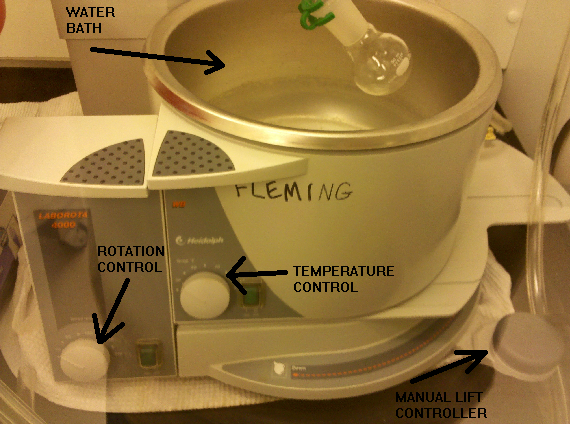 WATER
BATH
FLEMING
LABOROTA
4000
Heidolph
ROTATION
CONTROL
TEMPERATURE
CONTROL
MANUAL LIFT
CONTROLLER